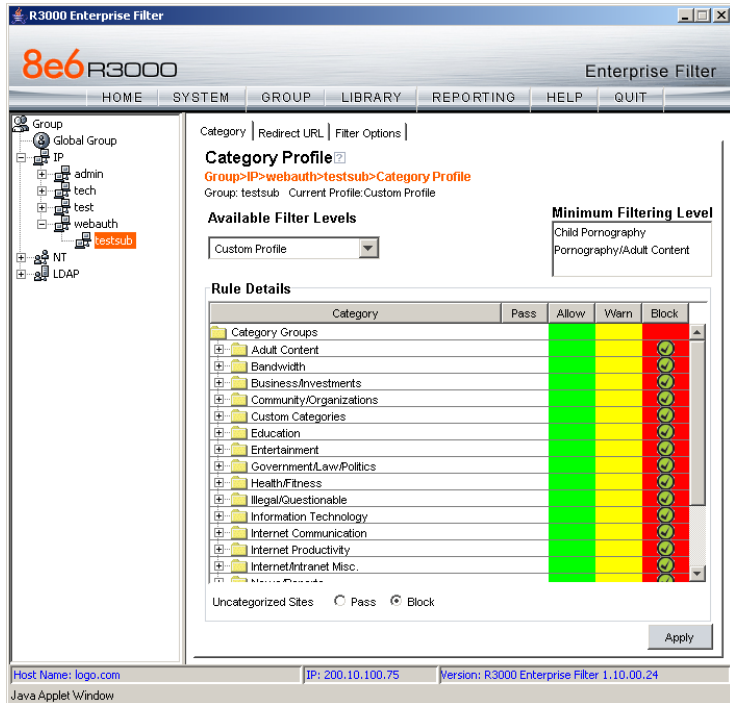 R3000 Enterprise Filter
8e6 R3000
Enterprise Filter
HOME SYSTEM GROUP LIBRARY REPORTING HELP QUIT
Group
Global Group
IP
admin
tech
test
webauth
testsub
NT
LDAP
Category Redirect URL Filter Options
Category Profile ?
Group>IP>webauth>testsub>Category Profile
Group: testsub Current Profile:Custom Profile
Available Filter Levels
Custom Profile
Minimum Filtering Level
Child Pornography
Pornography/Adult Content
Rule Details
Category Pass Allow Warn Block
Category Groups
Adult Content
Bandwidth
Business/Investments
Community/Organizations
Custom Categories
Education
Entertainment
Government/Law/Politics
Health/Fitness
Illegal/Questionable
Information Technology
Internet Communication
Internet Productivity
Internet/Intranet Misc.
Uncategorized Sites Pass Block
Apply
Host Name: logo.com IP: 200.10.100.75 Version: R3000 Enterprise Filter 1.10.00.24
Java Applet Window